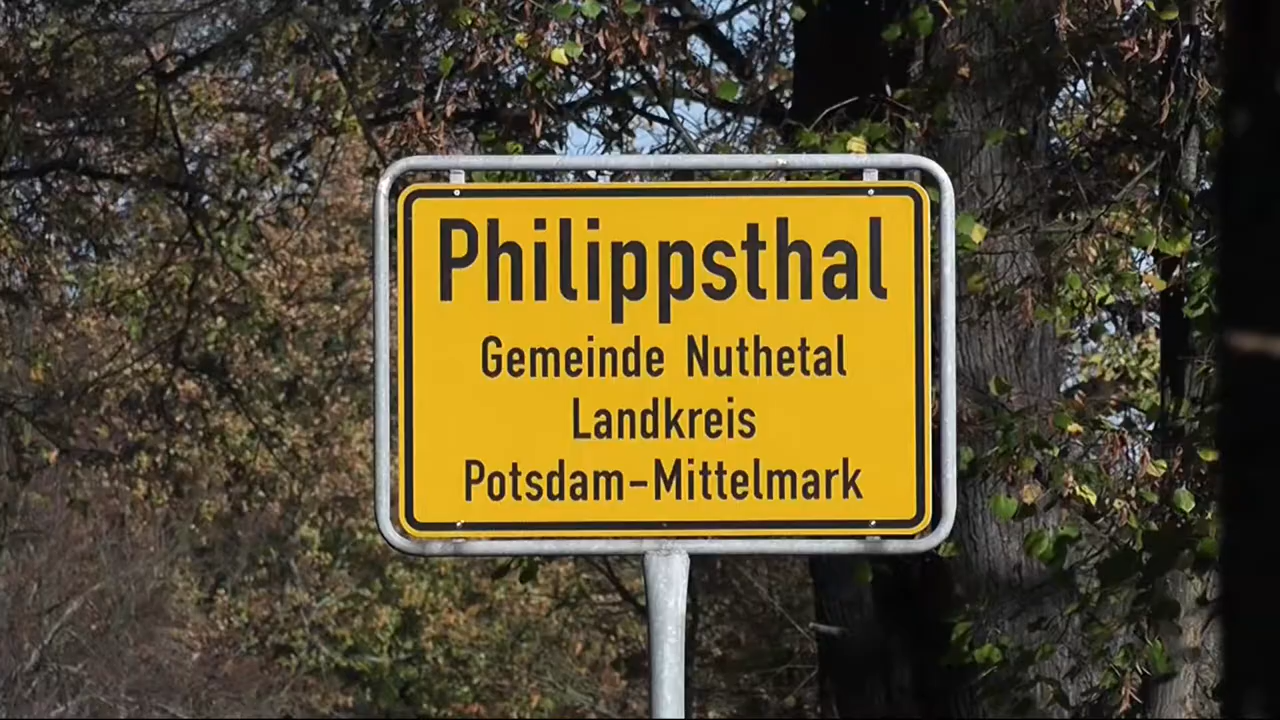 Philippsthal
Gemeinde Nuthetal
Landkreis
Potsdam-Mittelmark